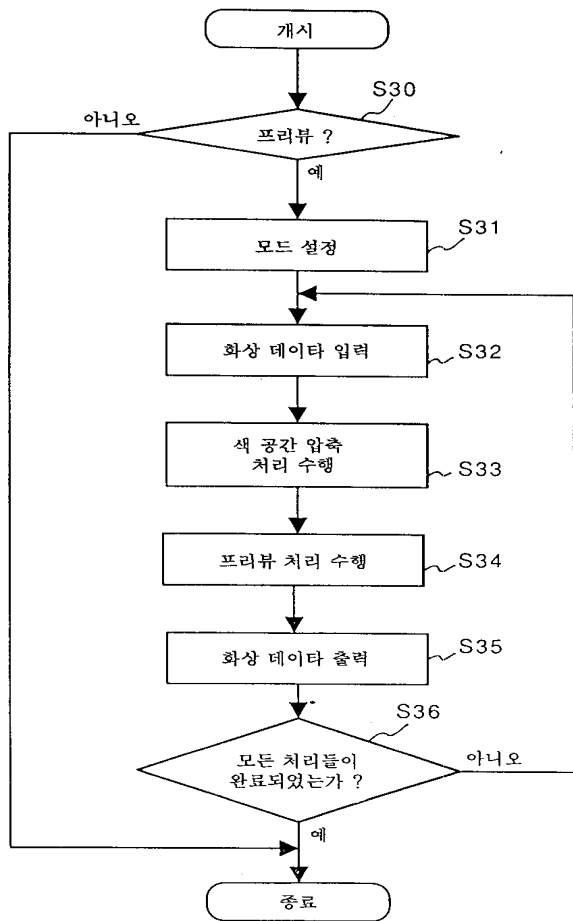 개시
S30
아니오
프리뷰 ?
예
S31
모드 설정
화상 데이타 입력
S32
색 공간 압축
처리 수행
S33
프리뷰 처리 수행
S34
화상 데이타 출력
S35
S36
모든 처리들이
완료되었는가 ?
아니오
예
종료